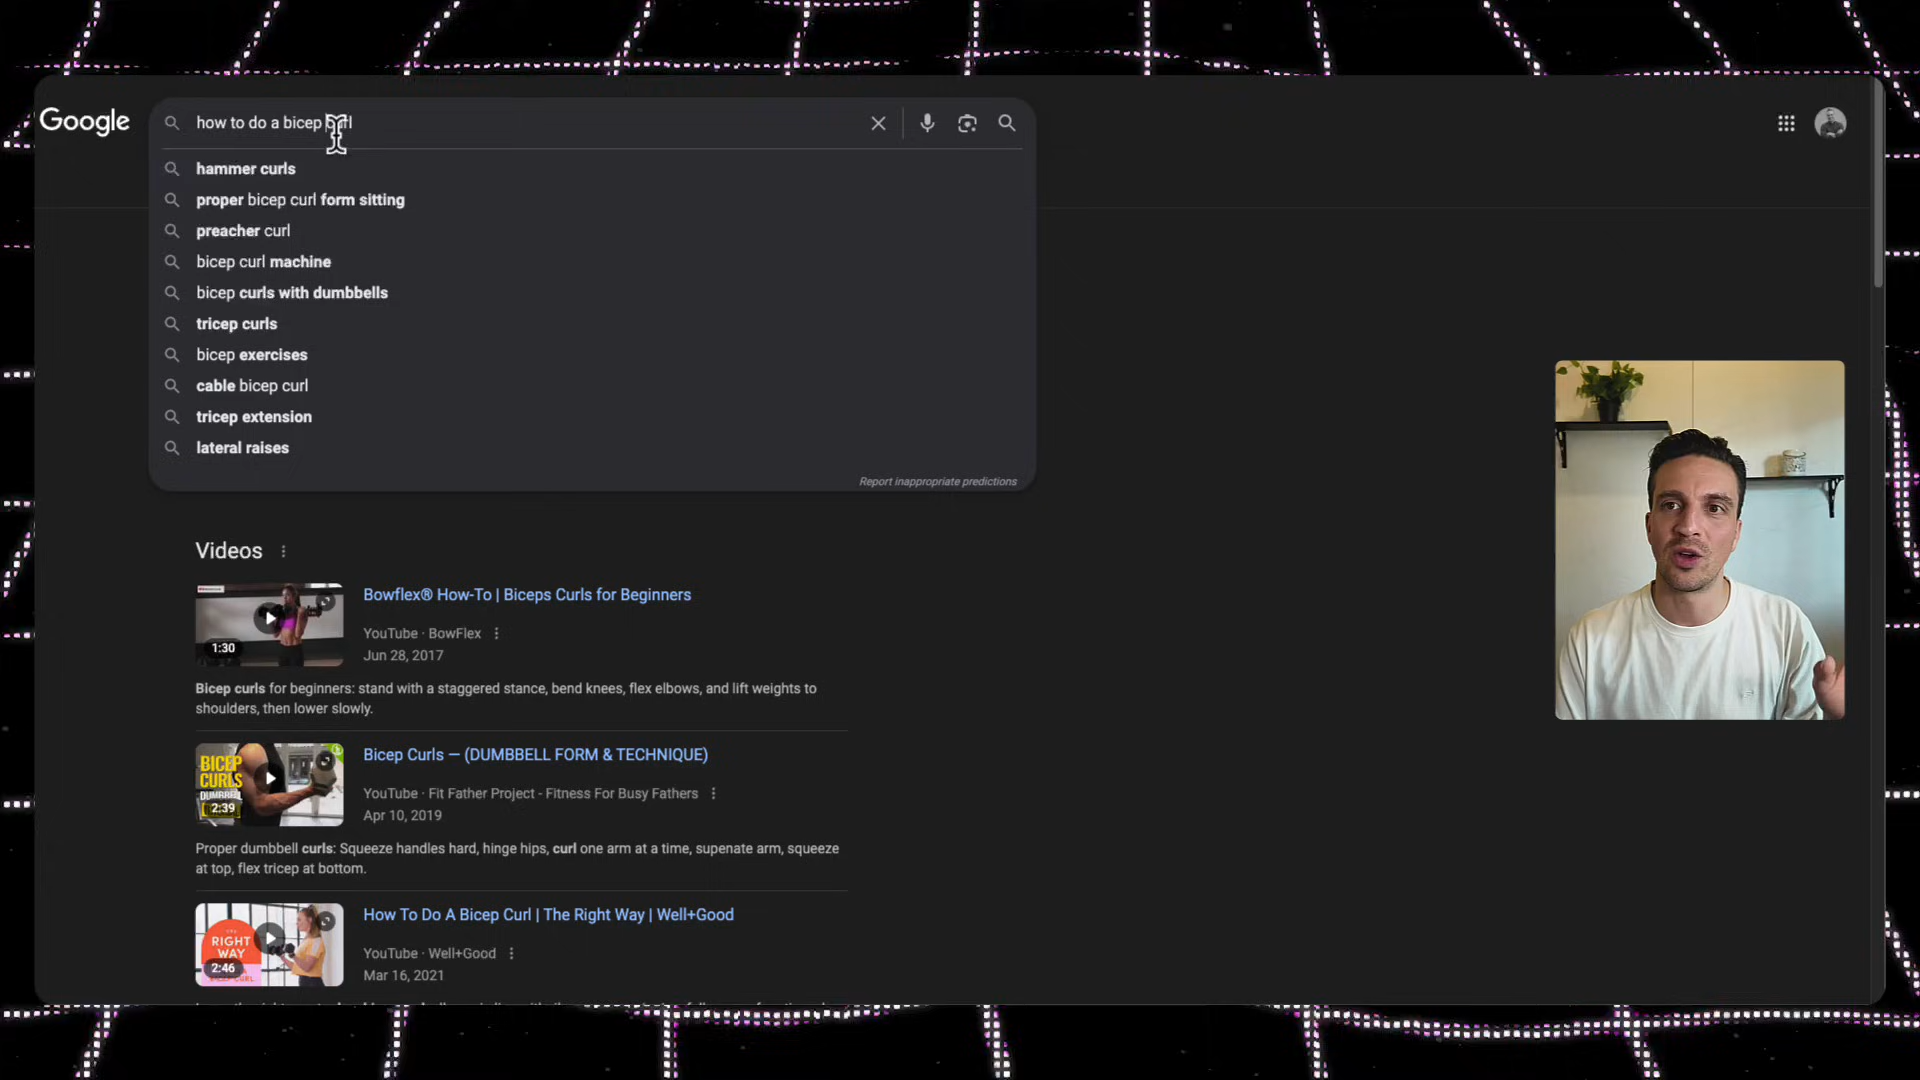 Google
how to do a bicep curl
hammer curls
proper bicep curl form sitting
preacher curl
bicep curl machine
bicep curls with dumbbells
tricep curls
bicep exercises
cable bicep curl
tricep extension
lateral raises
Report inappropriate predictions
Videos
Bowflex® How-To | Biceps Curls for Beginners
YouTube · BowFlex
Jun 28, 2017
1:30
Bicep curls for beginners: stand with a staggered stance, bend knees, flex elbows, and lift weights to
shoulders, then lower slowly.
Bicep Curls — (DUMBBELL FORM & TECHNIQUE)
YouTube · Fit Father Project - Fitness For Busy Fathers
Apr 10, 2019
BICEP
CURLS
DUMBBELL
2:39
Proper dumbbell curls: Squeeze handles hard, hinge hips, curl one arm at a time, supenate arm, squeeze
at top, flex tricep at bottom.
How To Do A Bicep Curl | The Right Way | Well+Good
YouTube · Well+Good
Mar 16, 2021
THE
RIGHT
WAY
2:46